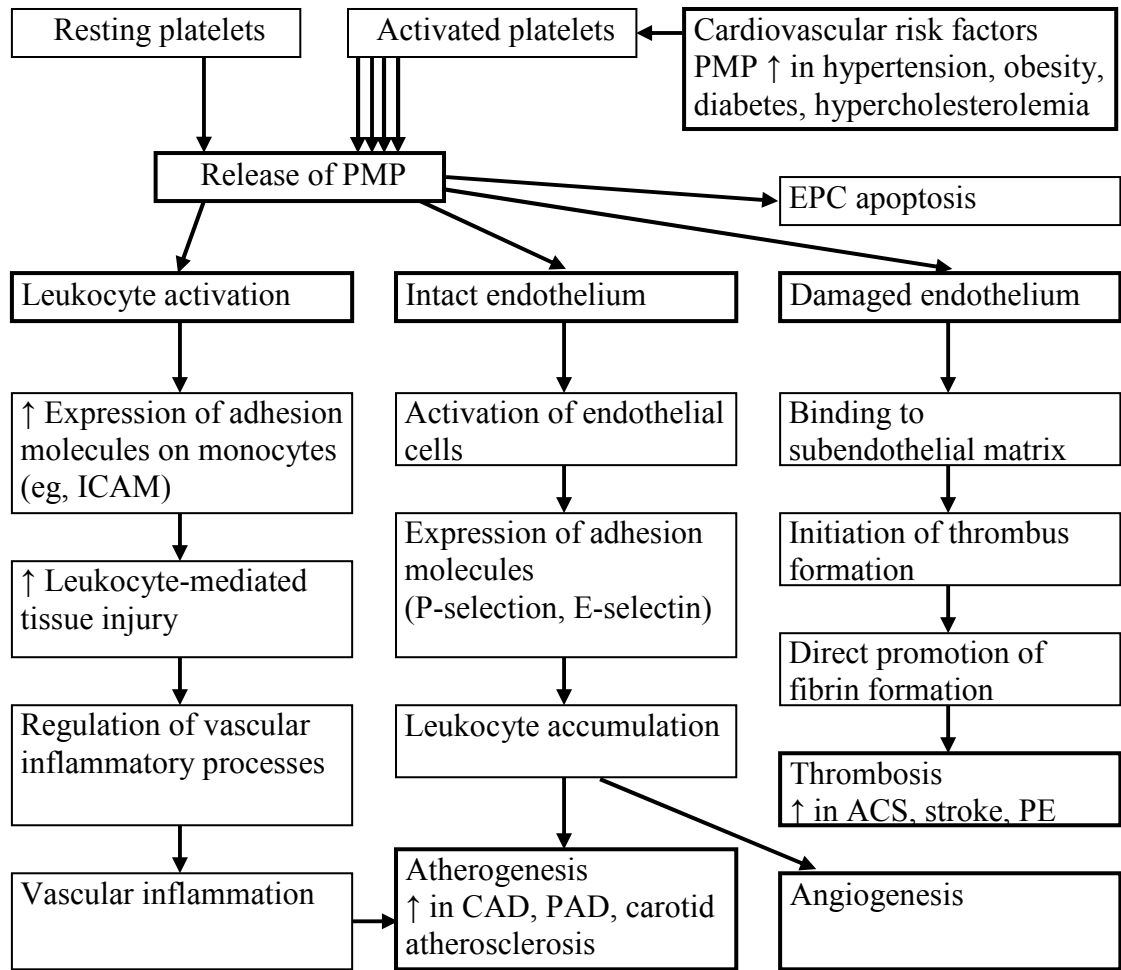 Resting platelets
Activated platelets
Cardiovascular risk factors
PMP ↑ in hypertension, obesity,
diabetes, hypercholesterolemia
Release of PMP
EPC apoptosis
Leukocyte activation
Intact endothelium
Damaged endothelium
↑ Expression of adhesion
molecules on monocytes
(eg, ICAM)
Activation of endothelial
cells
Binding to
subendothelial matrix
↑ Leukocyte-mediated
tissue injury
Expression of adhesion
molecules
(P-selection, E-selectin)
Initiation of thrombus
formation
Direct promotion of
fibrin formation
Regulation of vascular
inflammatory processes
Leukocyte accumulation
Thrombosis
↑ in ACS, stroke, PE
Vascular inflammation
Atherogenesis
↑ in CAD, PAD, carotid
atherosclerosis
Angiogenesis